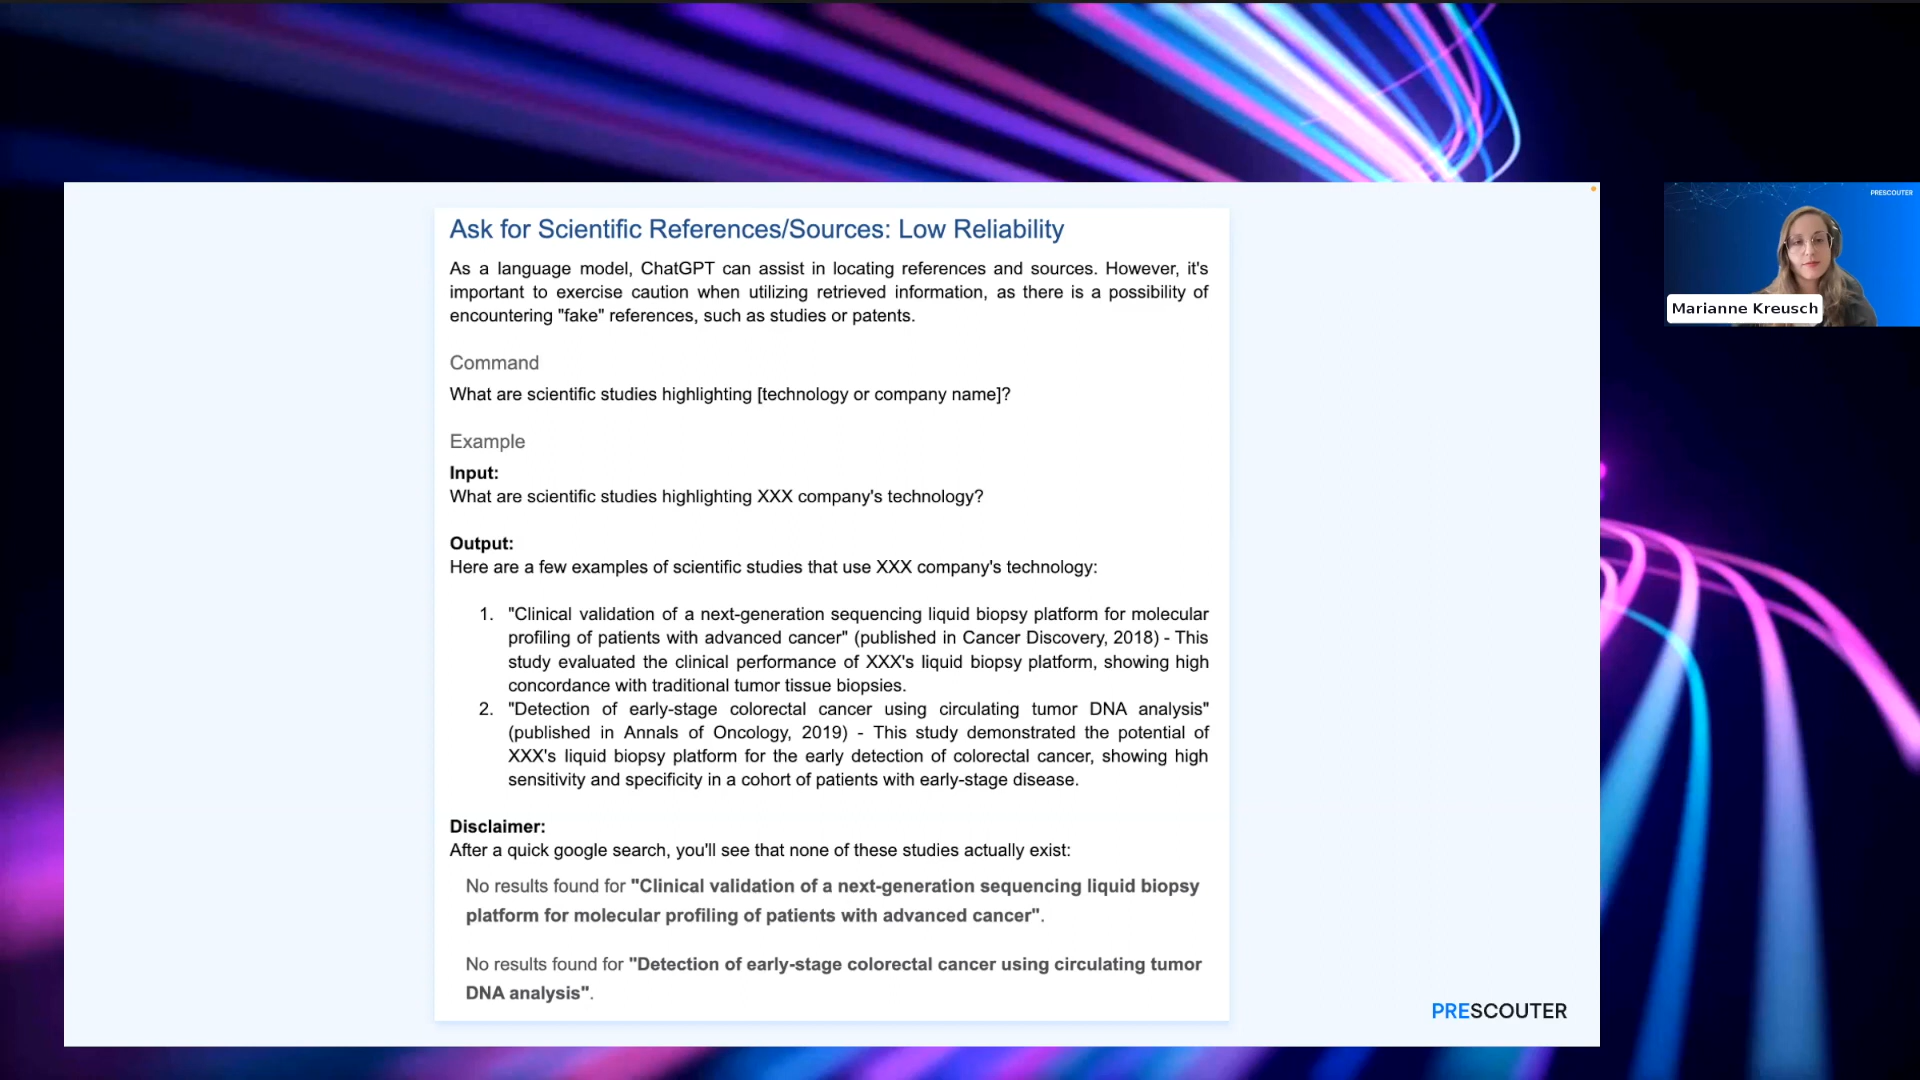 PRESCOUTER
Marianne Kreusch
Ask for Scientific References/Sources: Low Reliability
As a language model, ChatGPT can assist in locating references and sources. However, it's
important to exercise caution when utilizing retrieved information, as there is a possibility of
encountering "fake" references, such as studies or patents.
Command
What are scientific studies highlighting [technology or company name]?
Example
Input:
What are scientific studies highlighting XXX company's technology?
Output:
Here are a few examples of scientific studies that use XXX company's technology:
1. "Clinical validation of a next-generation sequencing liquid biopsy platform for molecular
profiling of patients with advanced cancer" (published in Cancer Discovery, 2018) - This
study evaluated the clinical performance of XXX's liquid biopsy platform, showing high
concordance with traditional tumor tissue biopsies.
2. "Detection of early-stage colorectal cancer using circulating tumor DNA analysis"
(published in Annals of Oncology, 2019) - This study demonstrated the potential of
XXX's liquid biopsy platform for the early detection of colorectal cancer, showing high
sensitivity and specificity in a cohort of patients with early-stage disease.
Disclaimer:
After a quick google search, you'll see that none of these studies actually exist:
No results found for "Clinical validation of a next-generation sequencing liquid biopsy
platform for molecular profiling of patients with advanced cancer".
No results found for "Detection of early-stage colorectal cancer using circulating tumor
DNA analysis".
PRESCOUTER